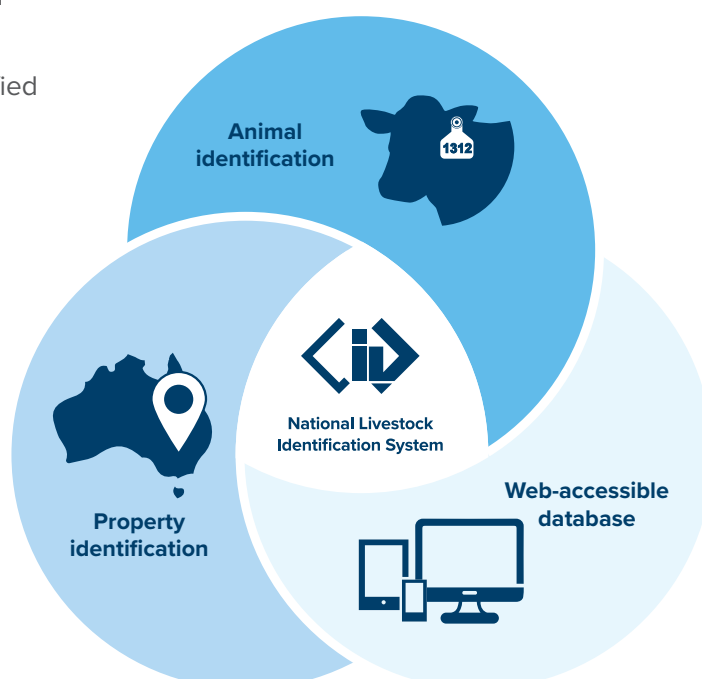 ied
Animal
identification
1312
National Livestock
Identification System
Property
identification
Web-accessible
database